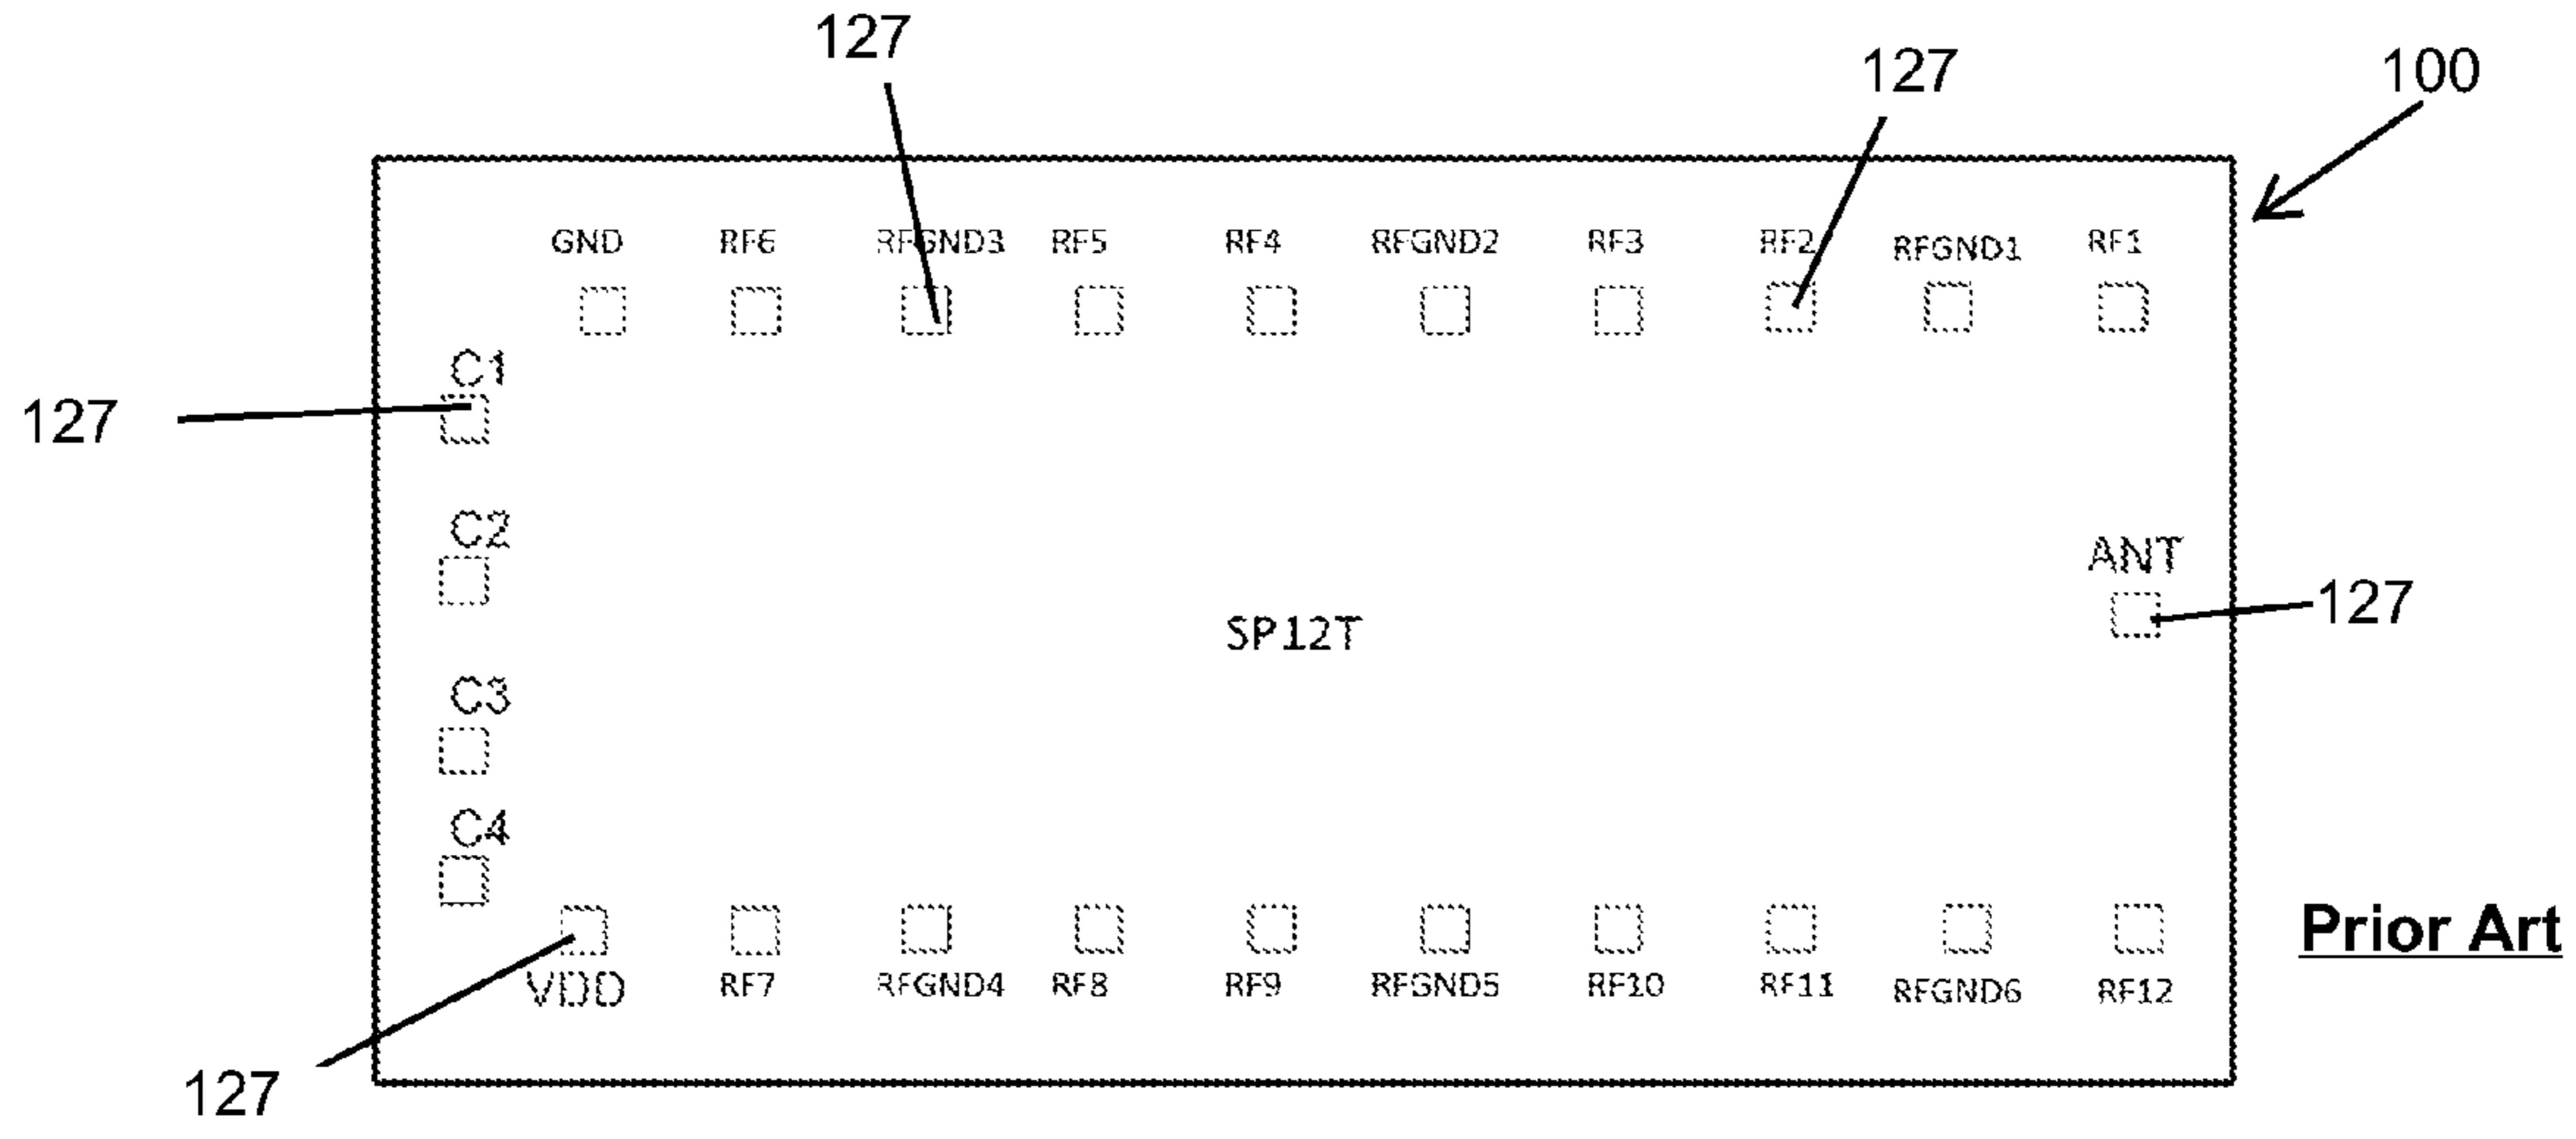 127
127
100
GND RF6 RFGND3 RF5 RF4 RFGND2 RF3 RF2 RFGND1 RF1
C1
127
C2
ANT
127
SP12T
C3
C4
Prior Art
VDD RF7 RFGND4 RF8 RF9 RFGND5 RF10 RF11 RFGND6 RF12
127